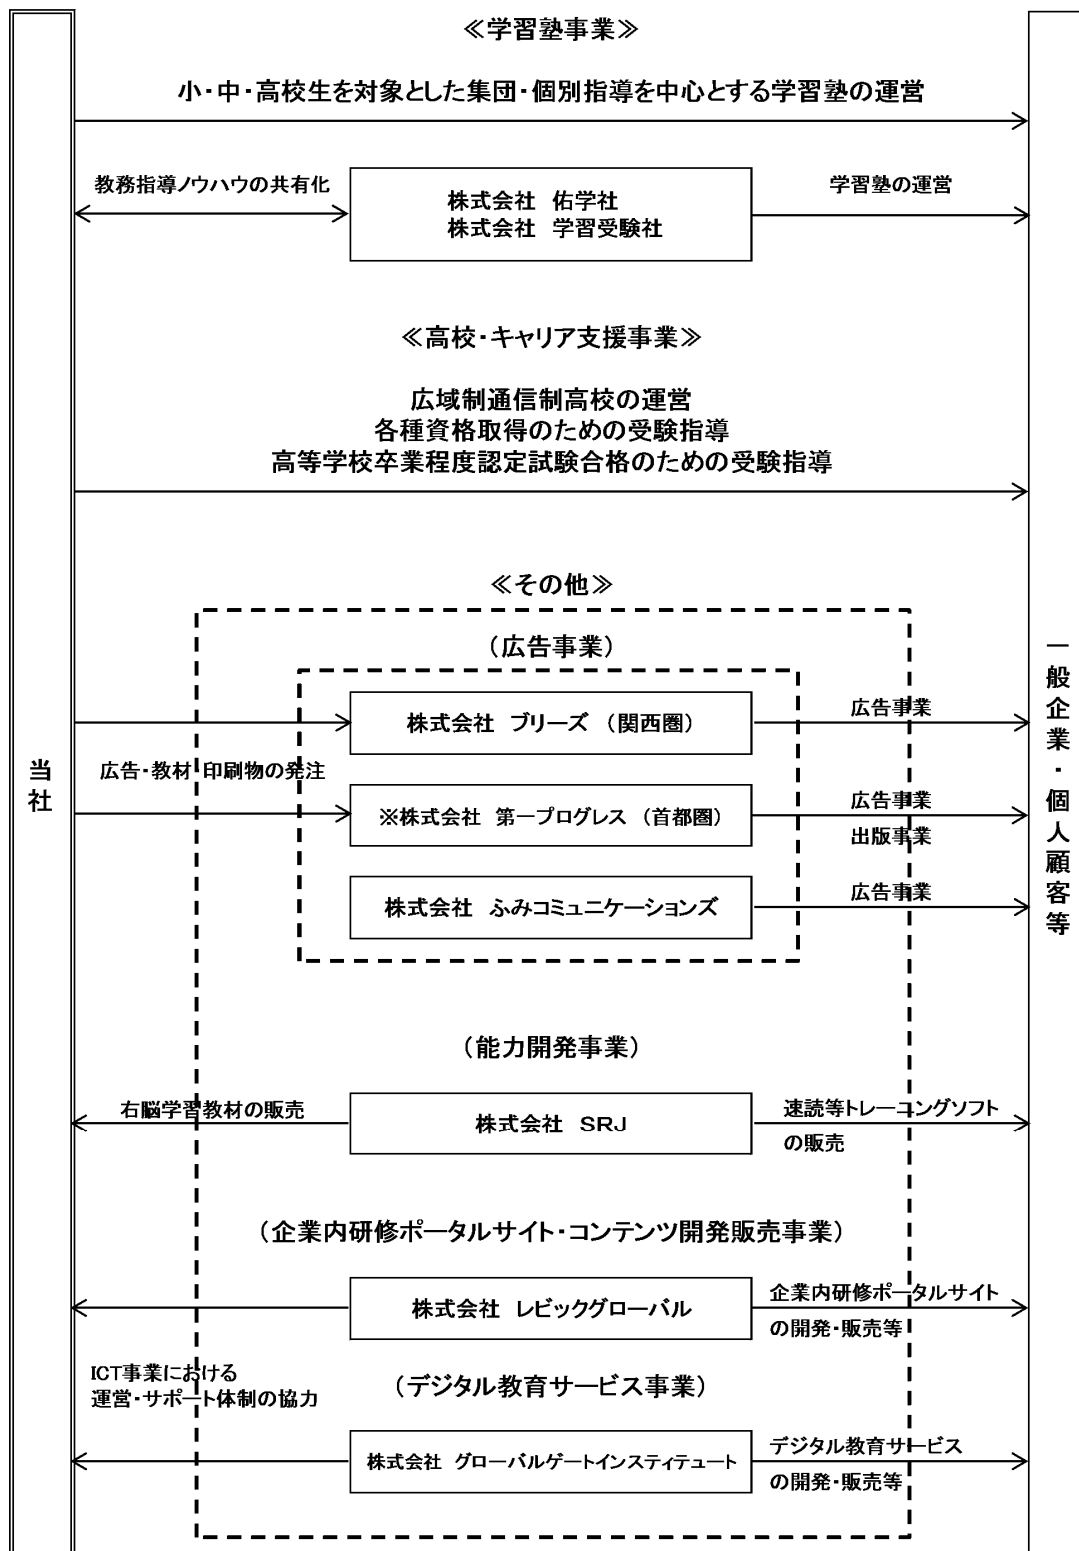 ≪学習塾事業≫
小・中・高校生を対象とした集団・個別指導を中心とする学習塾の運営
教務指導ノウハウの共有化
株式会社 佑学社
株式会社 学習受験社
学習塾の運営
≪高校・キャリア支援事業≫
広域制通信制高校の運営
各種資格取得のための受験指導
高等学校卒業程度認定試験合格のための受験指導
≪その他≫
(広告事業)
株式会社 ブリーズ (関西圏)
広告事業
当社
広告・教材・印刷物の発注
※株式会社 第一プログレス (首都圏)
広告事業
出版事業
一般企業・個人顧客等
株式会社 ふみコミュニケーションズ
広告事業
(能力開発事業)
右脳学習教材の販売
株式会社 SRJ
速読等トレーニングソフト
の販売
(企業内研修ポータルサイト・コンテンツ開発販売事業)
株式会社 レビックグローバル
企業内研修ポータルサイト
の開発・販売等
ICT事業における
運営・サポート体制の協力
(デジタル教育サービス事業)
株式会社 グローバルゲートインスティテュート
デジタル教育サービス
の開発・販売等